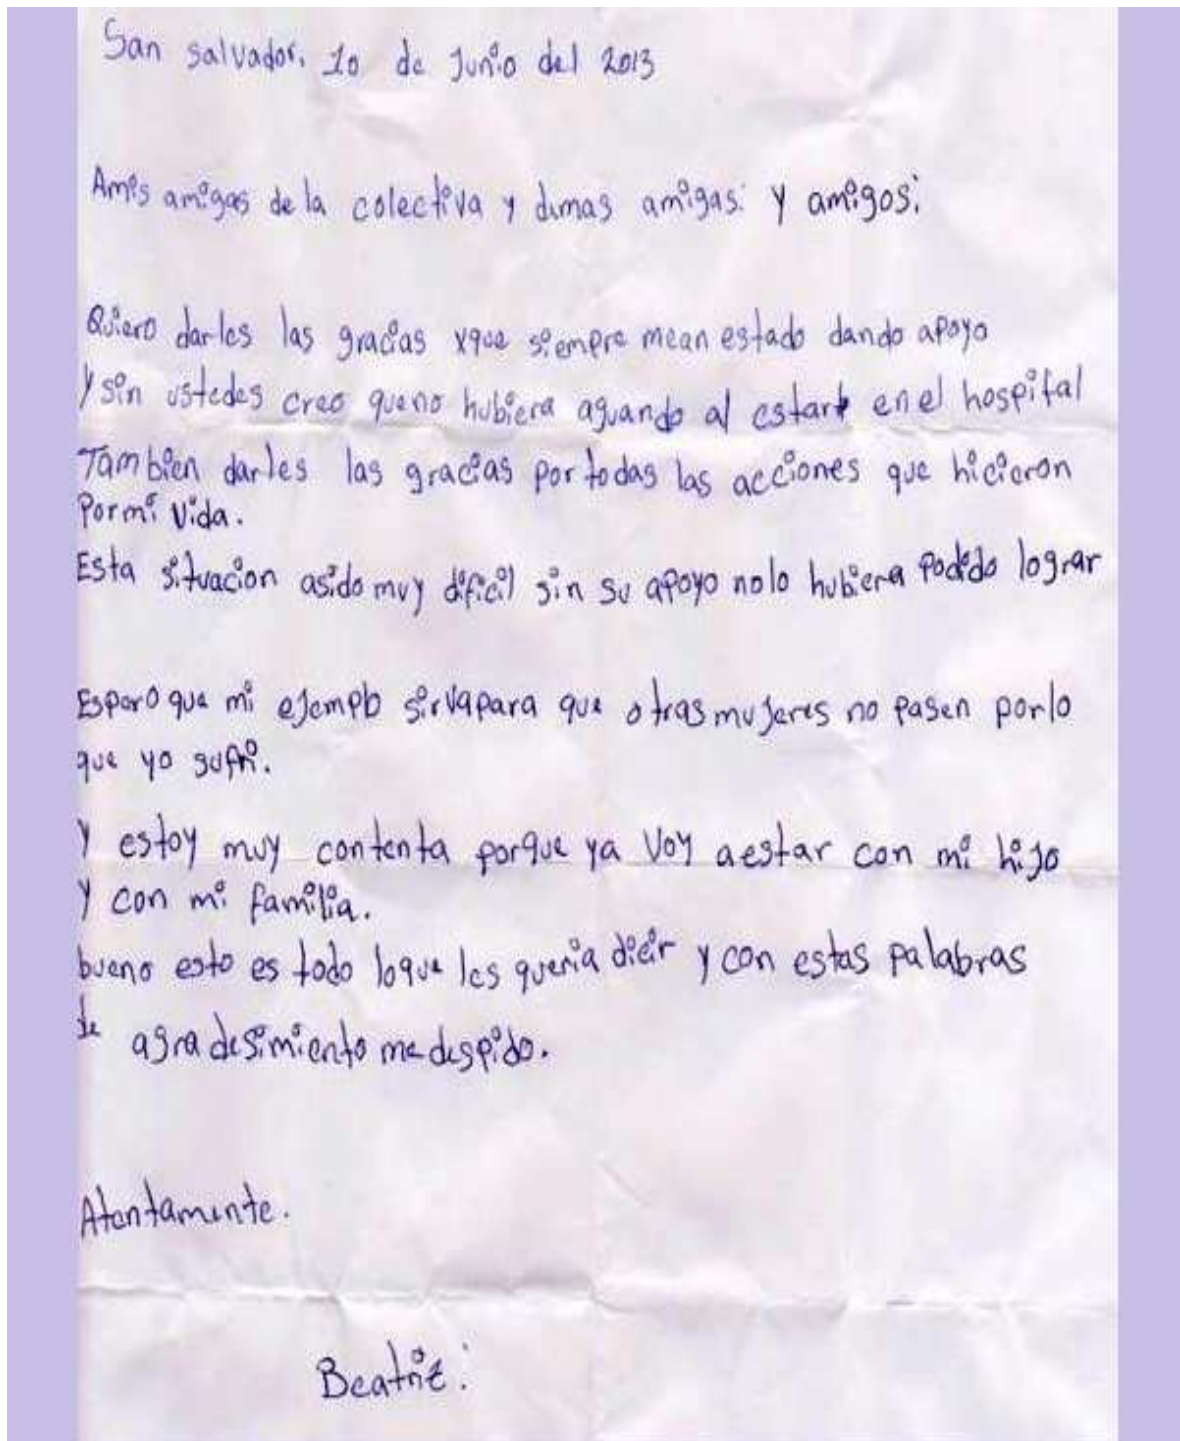 San salvador, 10 de Junio del 2013
Amis amigas de la colectiva y dimas amigas: y amigos:
Quiero darles las gracias xque siempre mean estado dando apoyo
y sin ustedes creo queno hubiera aguando al estar en el hospital
Tambien darles las gracias por todas las acciones que hicieron
Por mi vida.
Esta situacion asido muy dificil sin su apoyo nolo hubiera Podido lograr
Espero que mi ejemplo sirvapara que otras mujeres no pasen porlo
que yo sufri.
Y estoy muy contenta porque ya voy aestar con mi hijo
y con mi familia.
bueno esto es todo loque les queria dicir y con estas palabras
de agradesimiento me despido.
Atentamente.
Beatriz.